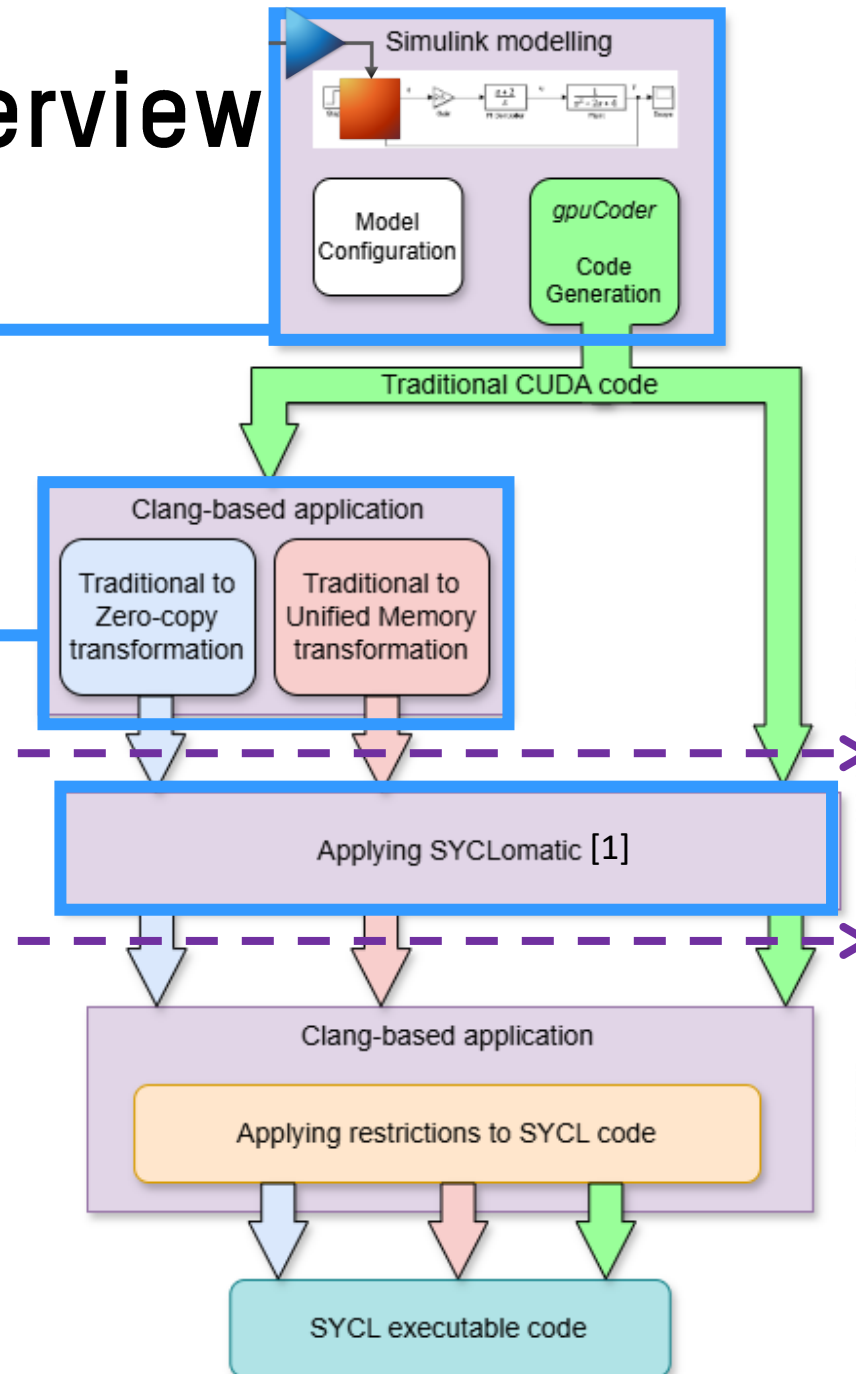 erview
Simulink modelling
Model
Configuration
gpuCoder
Code
Generation
Traditional CUDA code
Clang-based application
Traditional to
Zero-copy
transformation
Traditional to
Unified Memory
transformation
Applying SYCLomatic [1]
Clang-based application
Applying restrictions to SYCL code
SYCL executable code